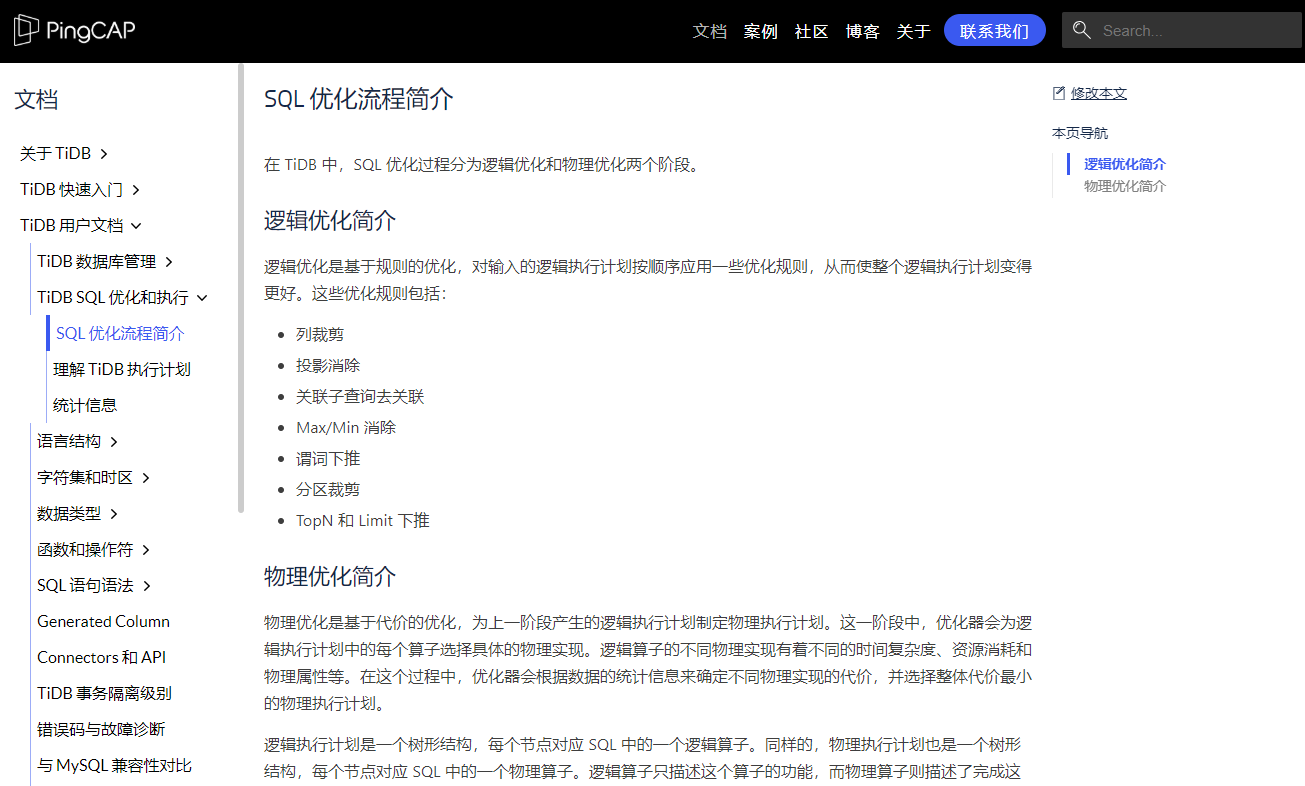 PingCAP
文档 案例 社区 博客 关于 联系我们 Search...
文档
关于 TiDB
TiDB 快速入门
TiDB 用户文档
TiDB 数据库管理
TiDB SQL 优化和执行
SQL 优化流程简介
理解 TiDB 执行计划
统计信息
语言结构
字符集和时区
数据类型
函数和操作符
SQL 语句语法
Generated Column
Connectors 和 API
TiDB 事务隔离级别
错误码与故障诊断
与 MySQL 兼容性对比
SQL 优化流程简介
在 TiDB 中，SQL 优化过程分为逻辑优化和物理优化两个阶段。
逻辑优化简介
逻辑优化是基于规则的优化，对输入的逻辑执行计划按顺序应用一些优化规则，从而使整个逻辑执行计划变得
更好。这些优化规则包括：
列裁剪
投影消除
关联子查询去关联
Max/Min 消除
谓词下推
分区裁剪
TopN 和 Limit 下推
物理优化简介
物理优化是基于代价的优化，为上一阶段产生的逻辑执行计划制定物理执行计划。这一阶段中，优化器会为逻
辑执行计划中的每个算子选择具体的物理实现。逻辑算子的不同物理实现有着不同的时间复杂度、资源消耗和
物理属性等。在这个过程中，优化器会根据数据的统计信息来确定不同物理实现的代价，并选择整体代价最小
的物理执行计划。
逻辑执行计划是一个树形结构，每个节点对应 SQL 中的一个逻辑算子。同样的，物理执行计划也是一个树形
结构，每个节点对应 SQL 中的一个物理算子。逻辑算子只描述这个算子的功能，而物理算子则描述了完成这
修改本文
本页导航
逻辑优化简介
物理优化简介